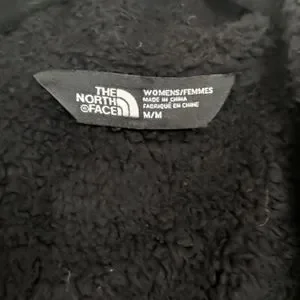 THE
NORTH
FACE
WOMENS/FEMMES
MADE IN CHINA
FABRIQUÉ EN CHINE
M/M